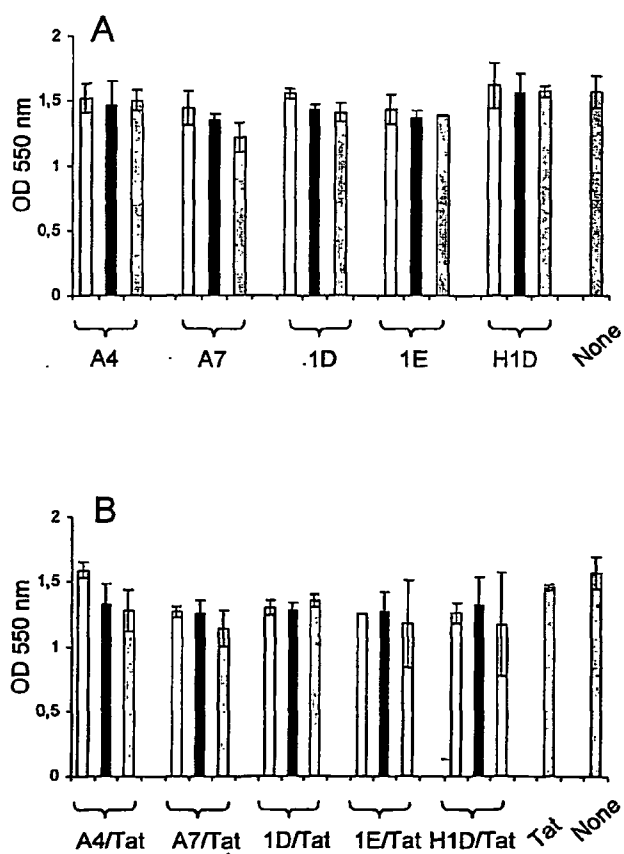 A
2
1,5
1
0,5
0
OD 550 nm
A4 A7 1D 1E H1D None
B
2
1,5
1
0,5
0
OD 550 nm
A4/Tat A7/Tat 1D/Tat 1E/Tat H1D/Tat Tat None